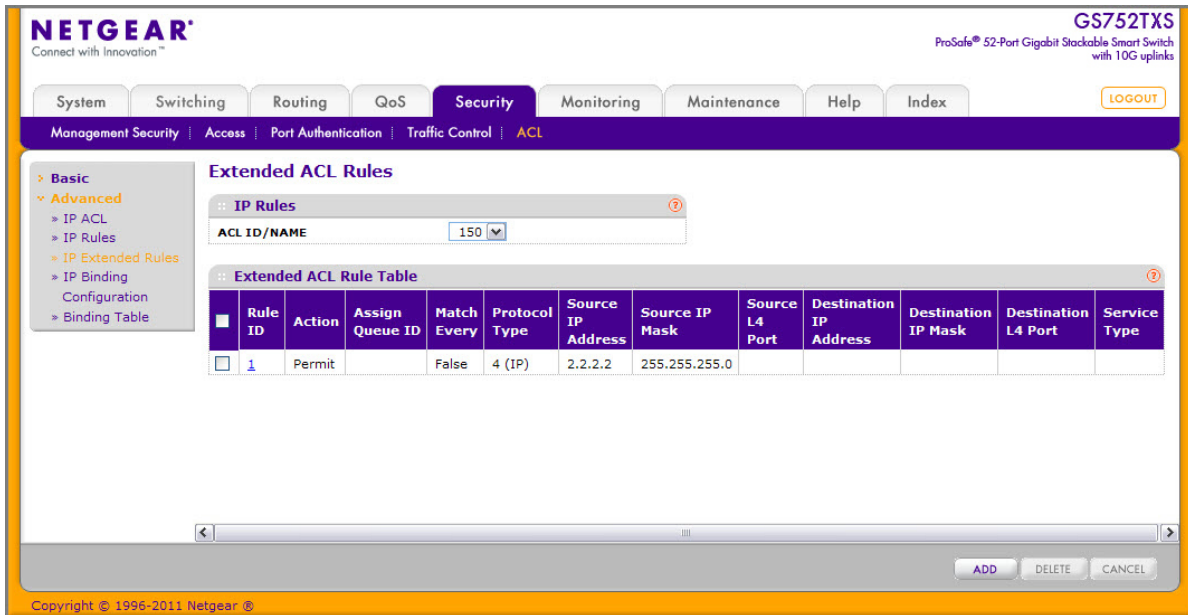 NETGEAR®
Connect with Innovation™
GS752TXS
ProSafe® 52-Port Gigabit Stackable Smart Switch
with 10G uplinks
System Switching Routing QoS Security Monitoring Maintenance Help Index LOGOUT
Management Security Access Port Authentication Traffic Control ACL
Basic
Advanced
» IP ACL
» IP Rules
» IP Extended Rules
» IP Binding
Configuration
» Binding Table
Extended ACL Rules
IP Rules ?
ACL ID/NAME 150
Extended ACL Rule Table ?
Rule ID Action Assign Queue ID Match Every Protocol Type Source IP Address Source IP Mask Source L4 Port Destination IP Address Destination IP Mask Destination L4 Port Service Type
1 Permit False 4 (IP) 2.2.2.2 255.255.255.0
ADD DELETE CANCEL
Copyright © 1996-2011 Netgear ®